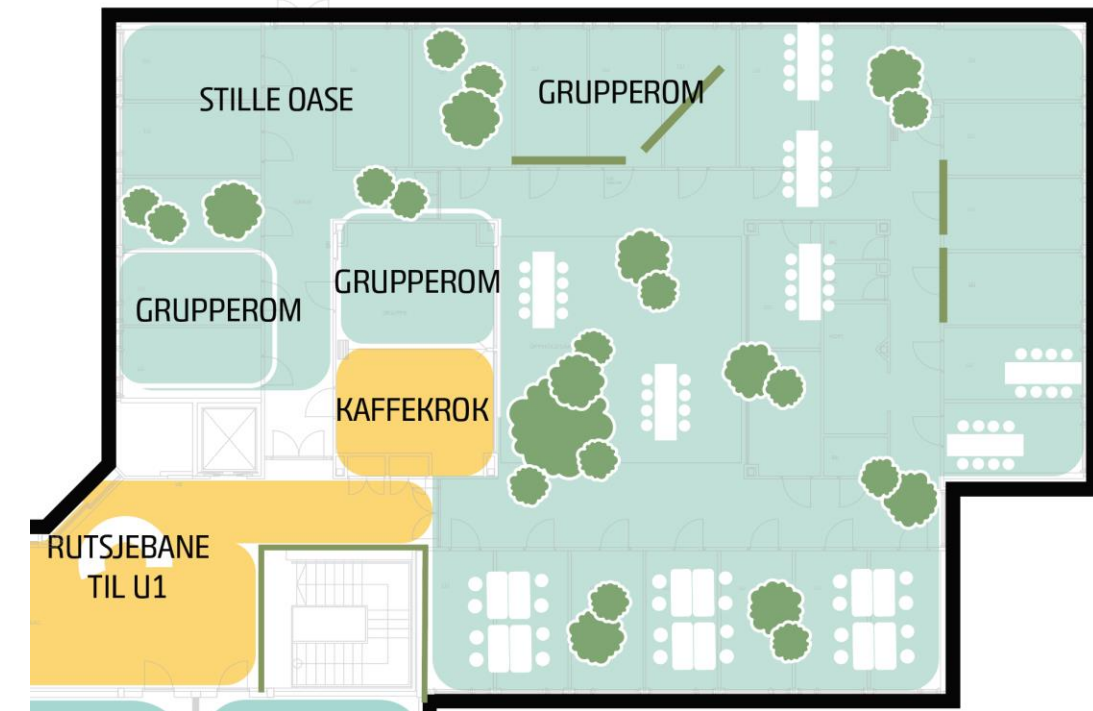 STILLE OASE
GRUPPEROM
GRUPPEROM
GRUPPEROM
KAFFEKROK
RUTSJEBANE
TIL U1